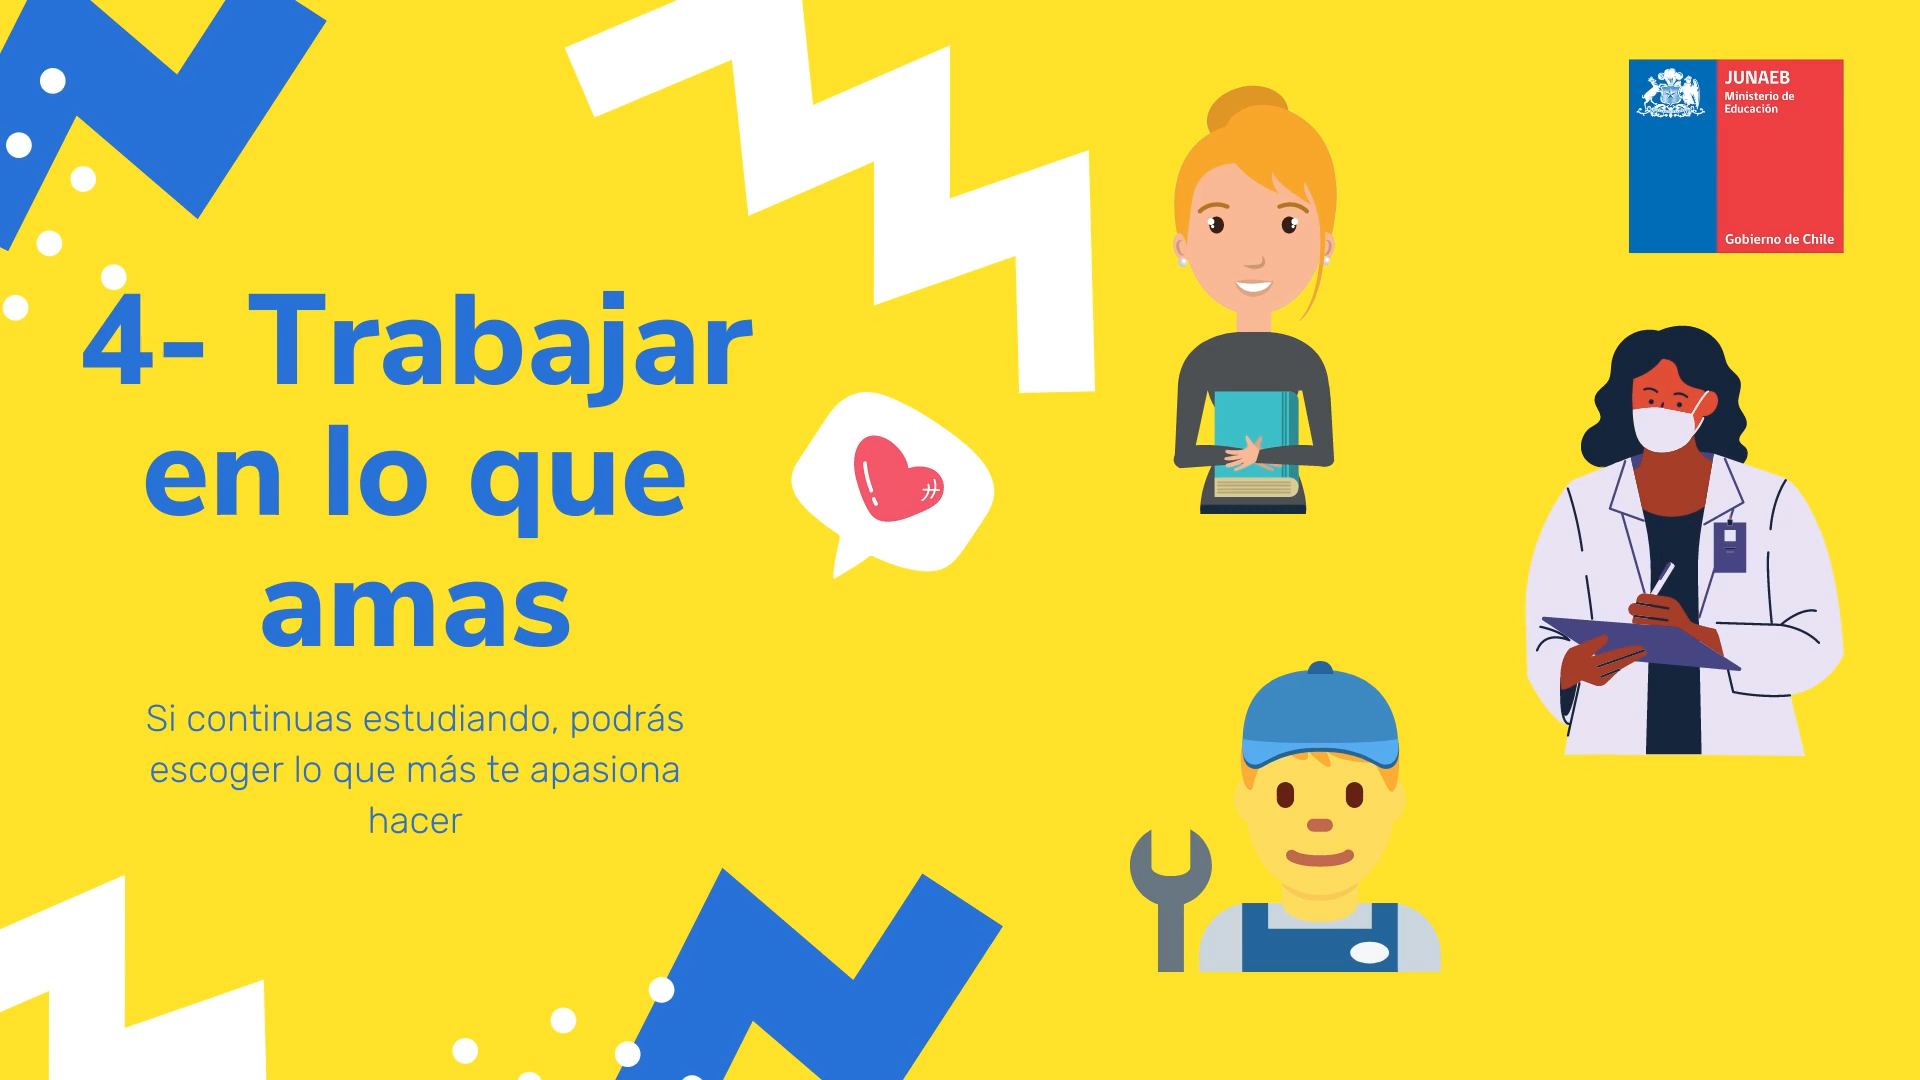 4- Trabajar
en lo que
amas
Si continuas estudiando, podrás
escoger lo que más te apasiona
hacer
JUNAEB
Ministerio de
Educación
Gobierno de Chile